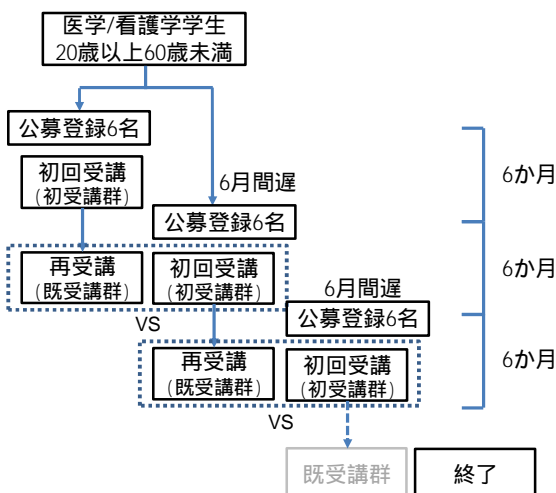 医学/看護学学生
20歳以上60歳未満
公募登録6名
初回受講
(初受講群)
6月間遅
公募登録6名
6か月
再受講
(既受講群)
初回受講
(初受講群)
6か月
VS
6月間遅
公募登録6名
再受講
(既受講群)
初回受講
(初受講群)
6か月
VS
既受講群
終了